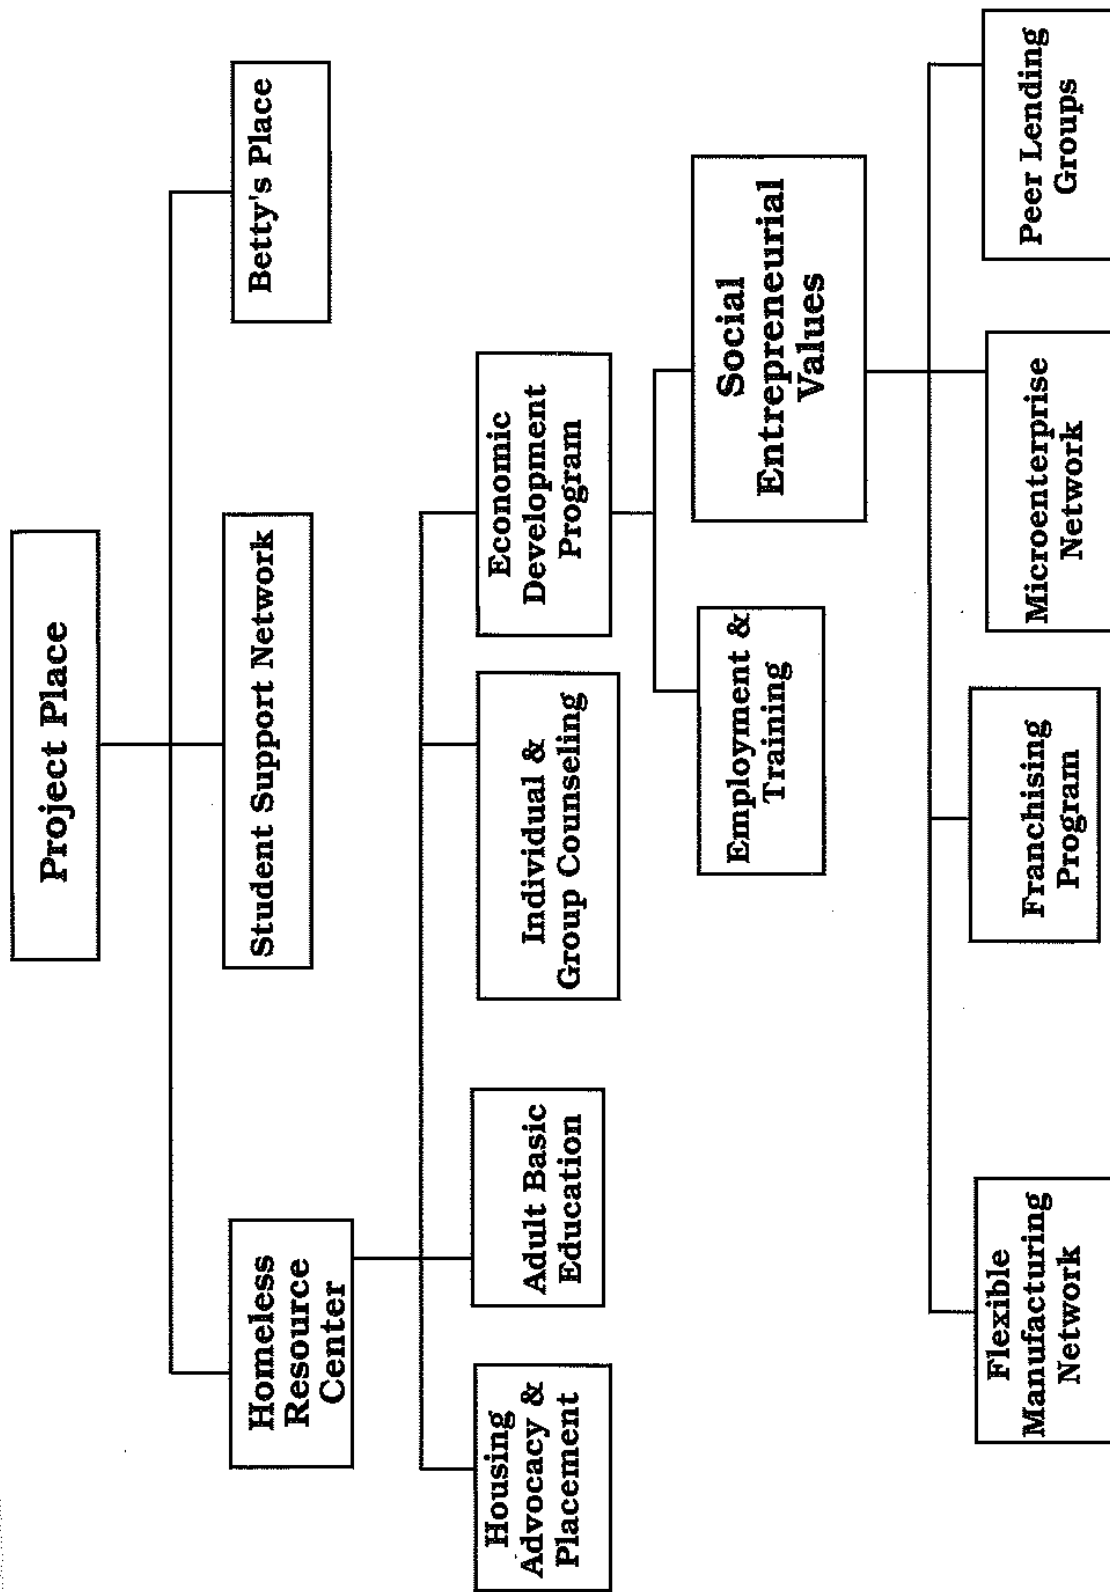 Project Place
Homeless
Resource
Center
Student Support Network
Betty's Place
Housing
Advocacy &
Placement
Adult Basic
Education
Individual &
Group Counseling
Economic
Development
Program
Employment &
Training
Social
Entrepreneurial
Values
Flexible
Manufacturing
Network
Franchising
Program
Microenterprise
Network
Peer Lending
Groups